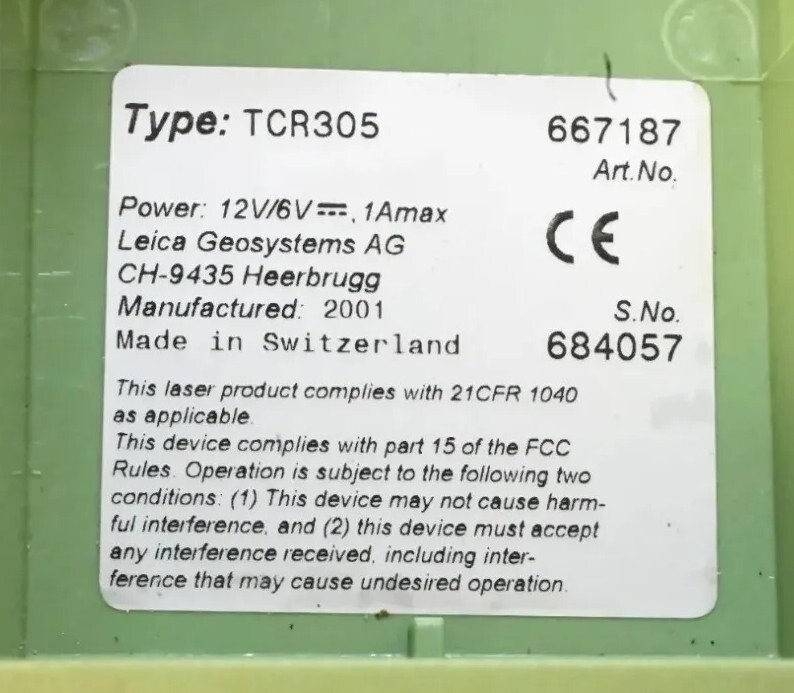 Type: TCR305
667187
Art.No.
Power: 12V/6V⎓, 1Amax
Leica Geosystems AG
CH-9435 Heerbrugg
CE
Manufactured: 2001
Made in Switzerland
S.No.
684057
This laser product complies with 21CFR 1040
as applicable.
This device complies with part 15 of the FCC
Rules. Operation is subject to the following two
conditions: (1) This device may not cause harm-
ful interference, and (2) this device must accept
any interference received, including inter-
ference that may cause undesired operation.